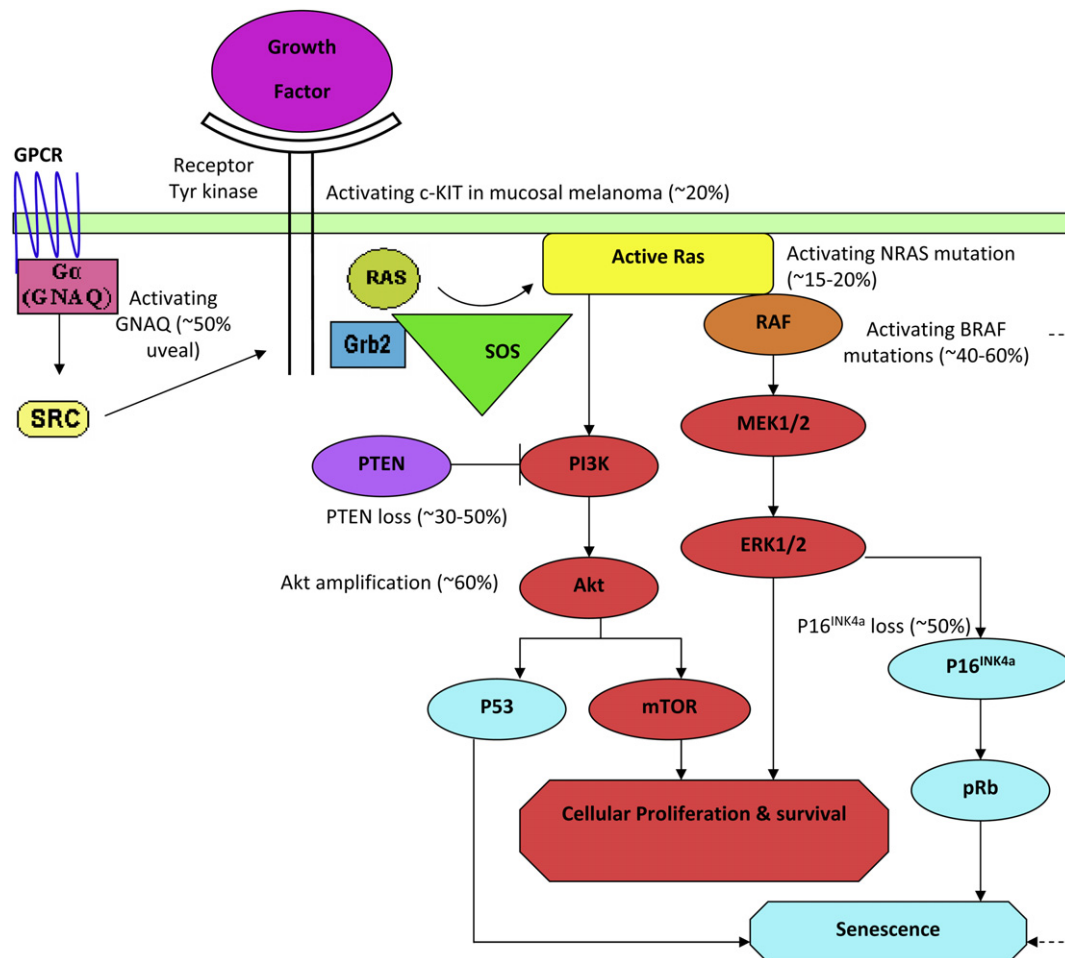 Growth
Factor
GPCR
Receptor
Tyr kinase
Activating c-KIT in mucosal melanoma (~20%)
Gα
(GNAQ)
Activating
GNAQ (~50%
uveal)
SRC
RAS
Grb2
SOS
Active Ras
Activating NRAS mutation
(~15-20%)
RAF
Activating BRAF
mutations (~40-60%)
MEK1/2
PTEN
PI3K
PTEN loss (~30-50%)
ERK1/2
Akt amplification (~60%)
Akt
P16INK4a loss (~50%)
P16INK4a
P53
mTOR
pRb
Cellular Proliferation & survival
Senescence